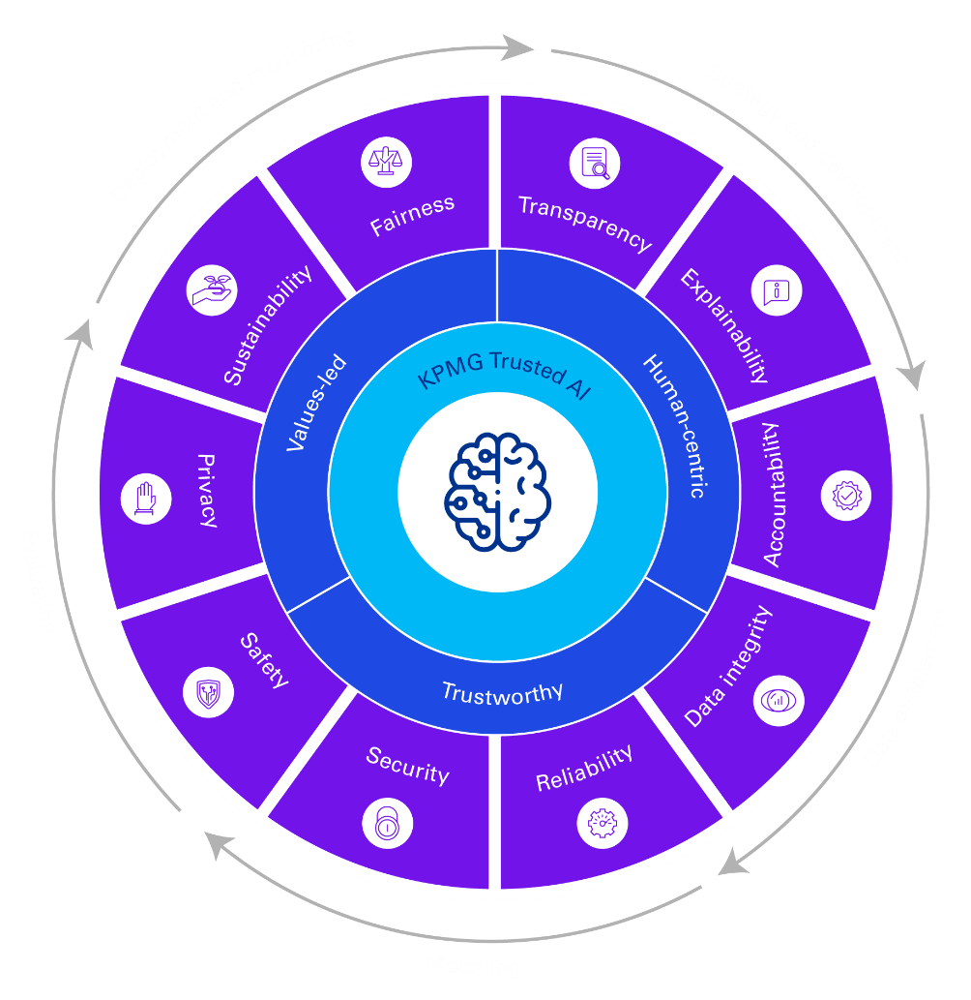 KPMG Trusted AI
Values-led
Human-centric
Trustworthy
Fairness
Transparency
Explainability
Accountability
Data integrity
Reliability
Security
Safety
Privacy
Sustainability